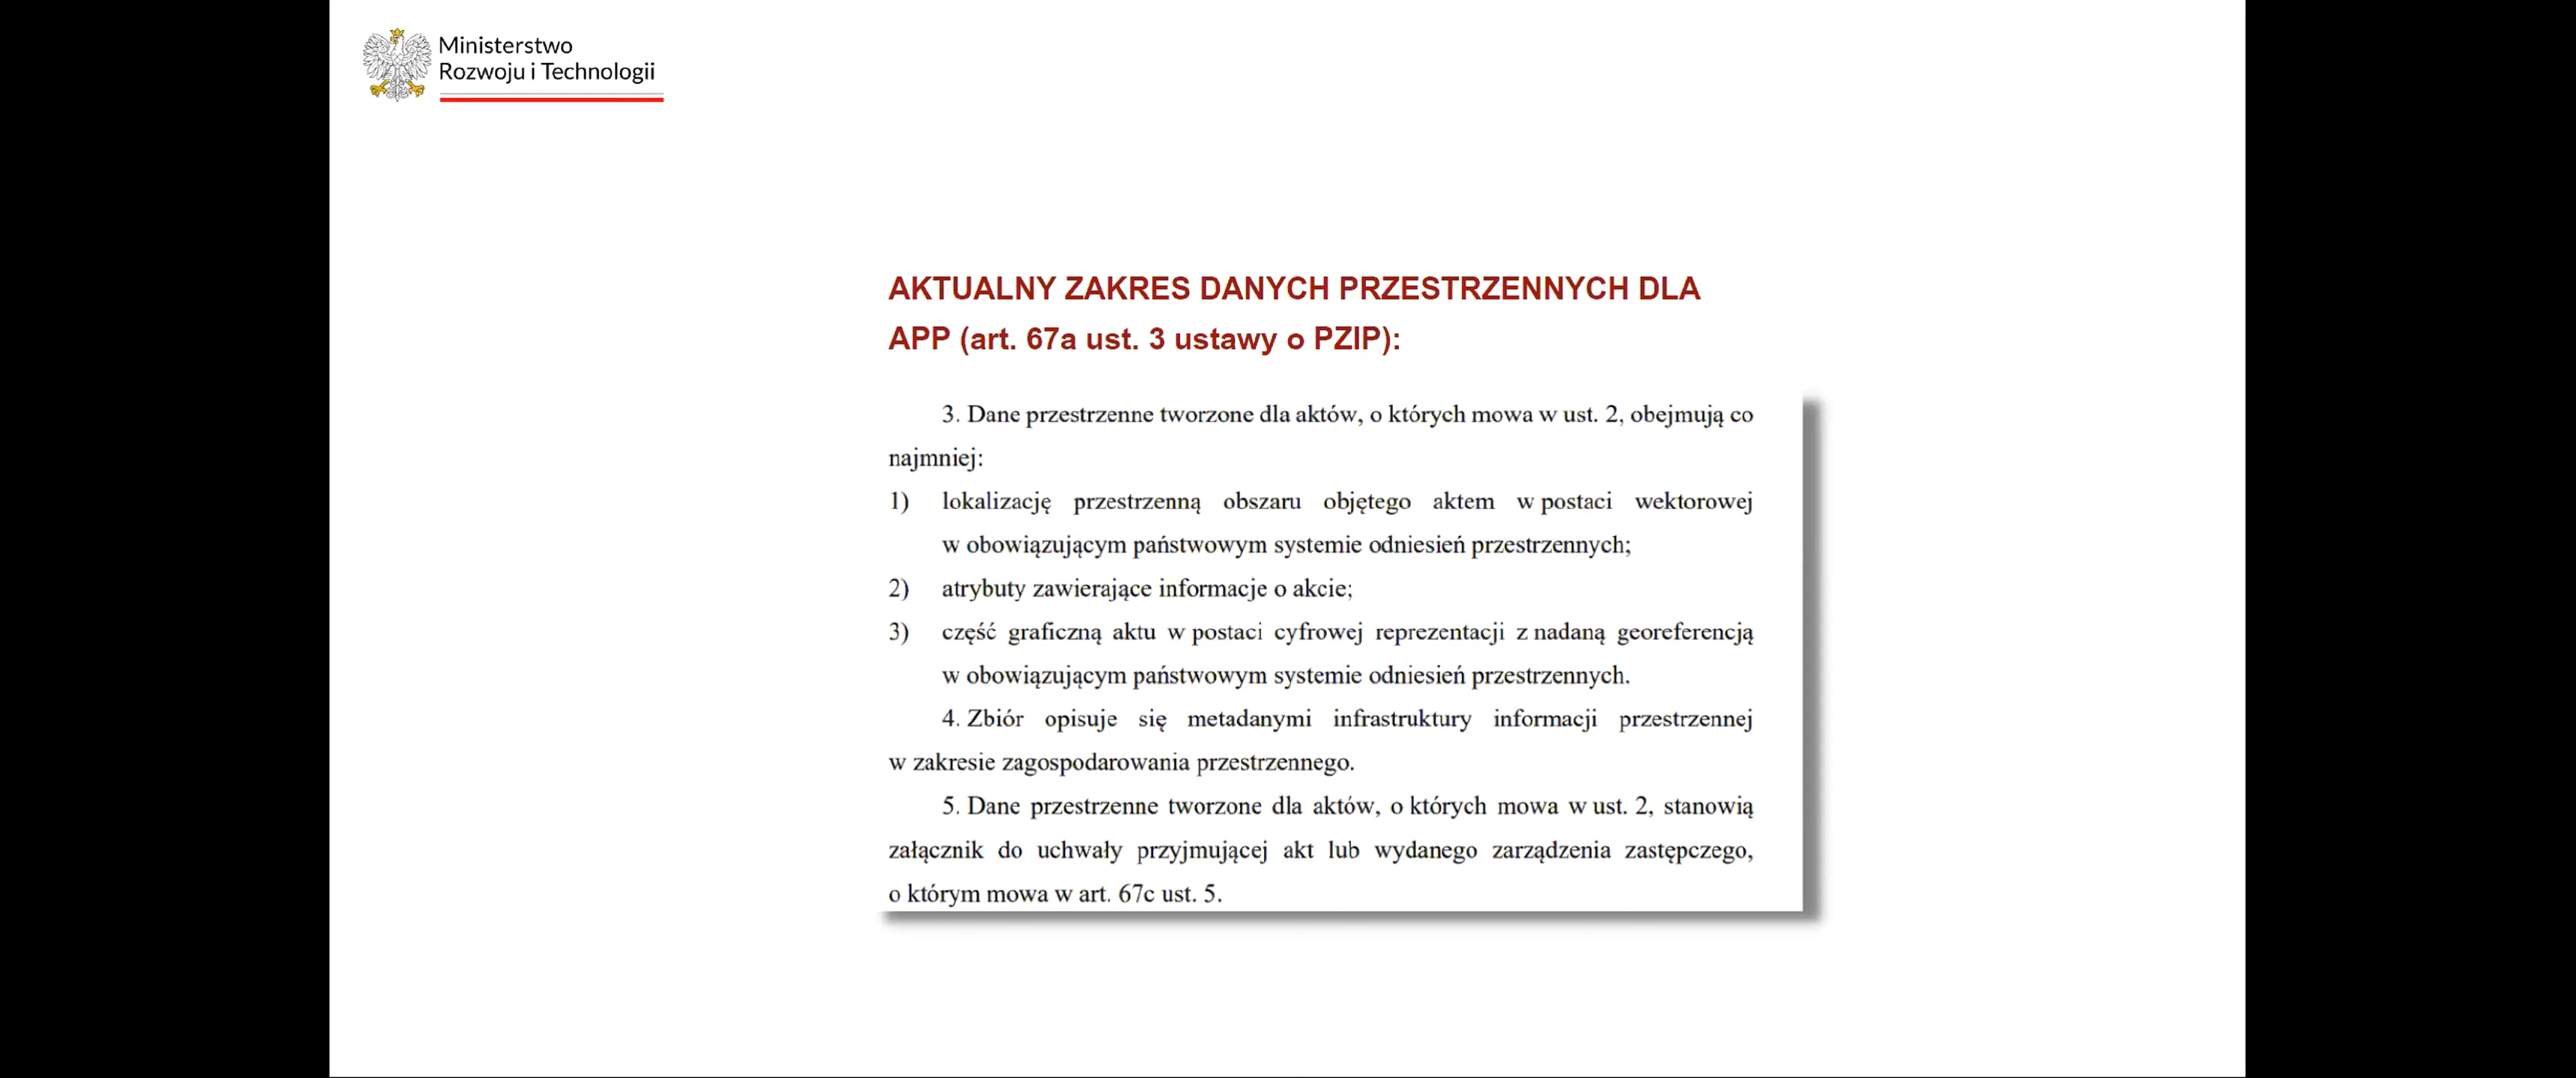 Ministerstwo
Rozwoju i Technologii
AKTUALNY ZAKRES DANYCH PRZESTRZENNYCH DLA
APP (art. 67a ust. 3 ustawy o PZIP):
3. Dane przestrzenne tworzone dla aktów, o których mowa w ust. 2, obejmują co
najmniej:
1) lokalizację przestrzenną obszaru objętego aktem w postaci wektorowej
w obowiązującym państwowym systemie odniesień przestrzennych;
2) atrybuty zawierające informacje o akcie;
3) część graficzną aktu w postaci cyfrowej reprezentacji z nadaną georeferencją
w obowiązującym państwowym systemie odniesień przestrzennych.
4. Zbiór opisuje się metadanymi infrastruktury informacji przestrzennej
w zakresie zagospodarowania przestrzennego.
5. Dane przestrzenne tworzone dla aktów, o których mowa w ust. 2, stanowią
załącznik do uchwały przyjmującej akt lub wydanego zarządzenia zastępczego,
o którym mowa w art. 67c ust. 5.